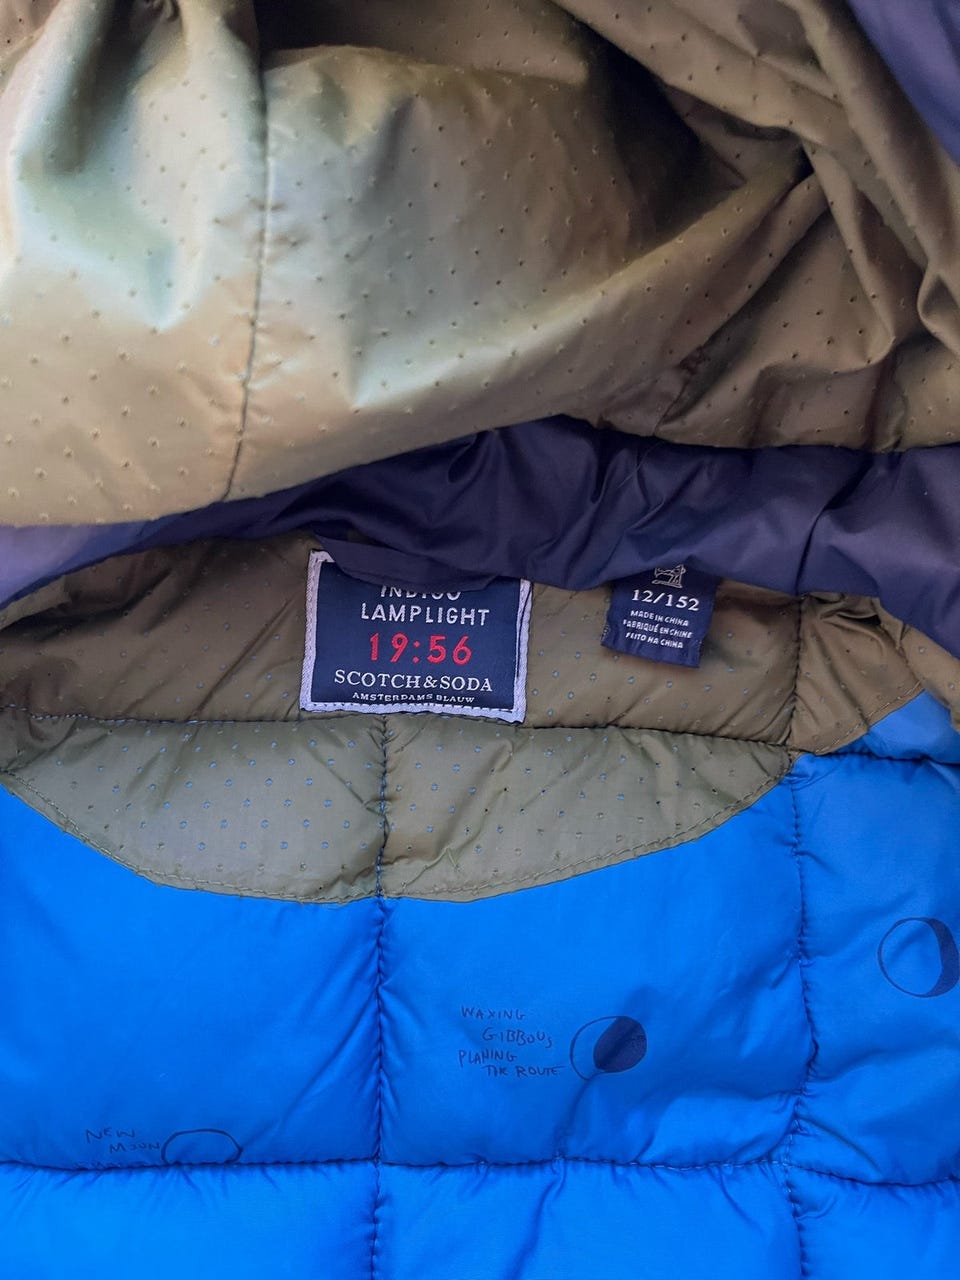 INDIGO
LAMPLIGHT
19:56
SCOTCH&SODA
AMSTERDAMS BLAUW
12/152
MADE IN CHINA
FABRIQUÉ EN CHINE
FEITO NA CHINA
WAXING
GIBBOUS
PLANING
THE ROUTE
NEW
MOON